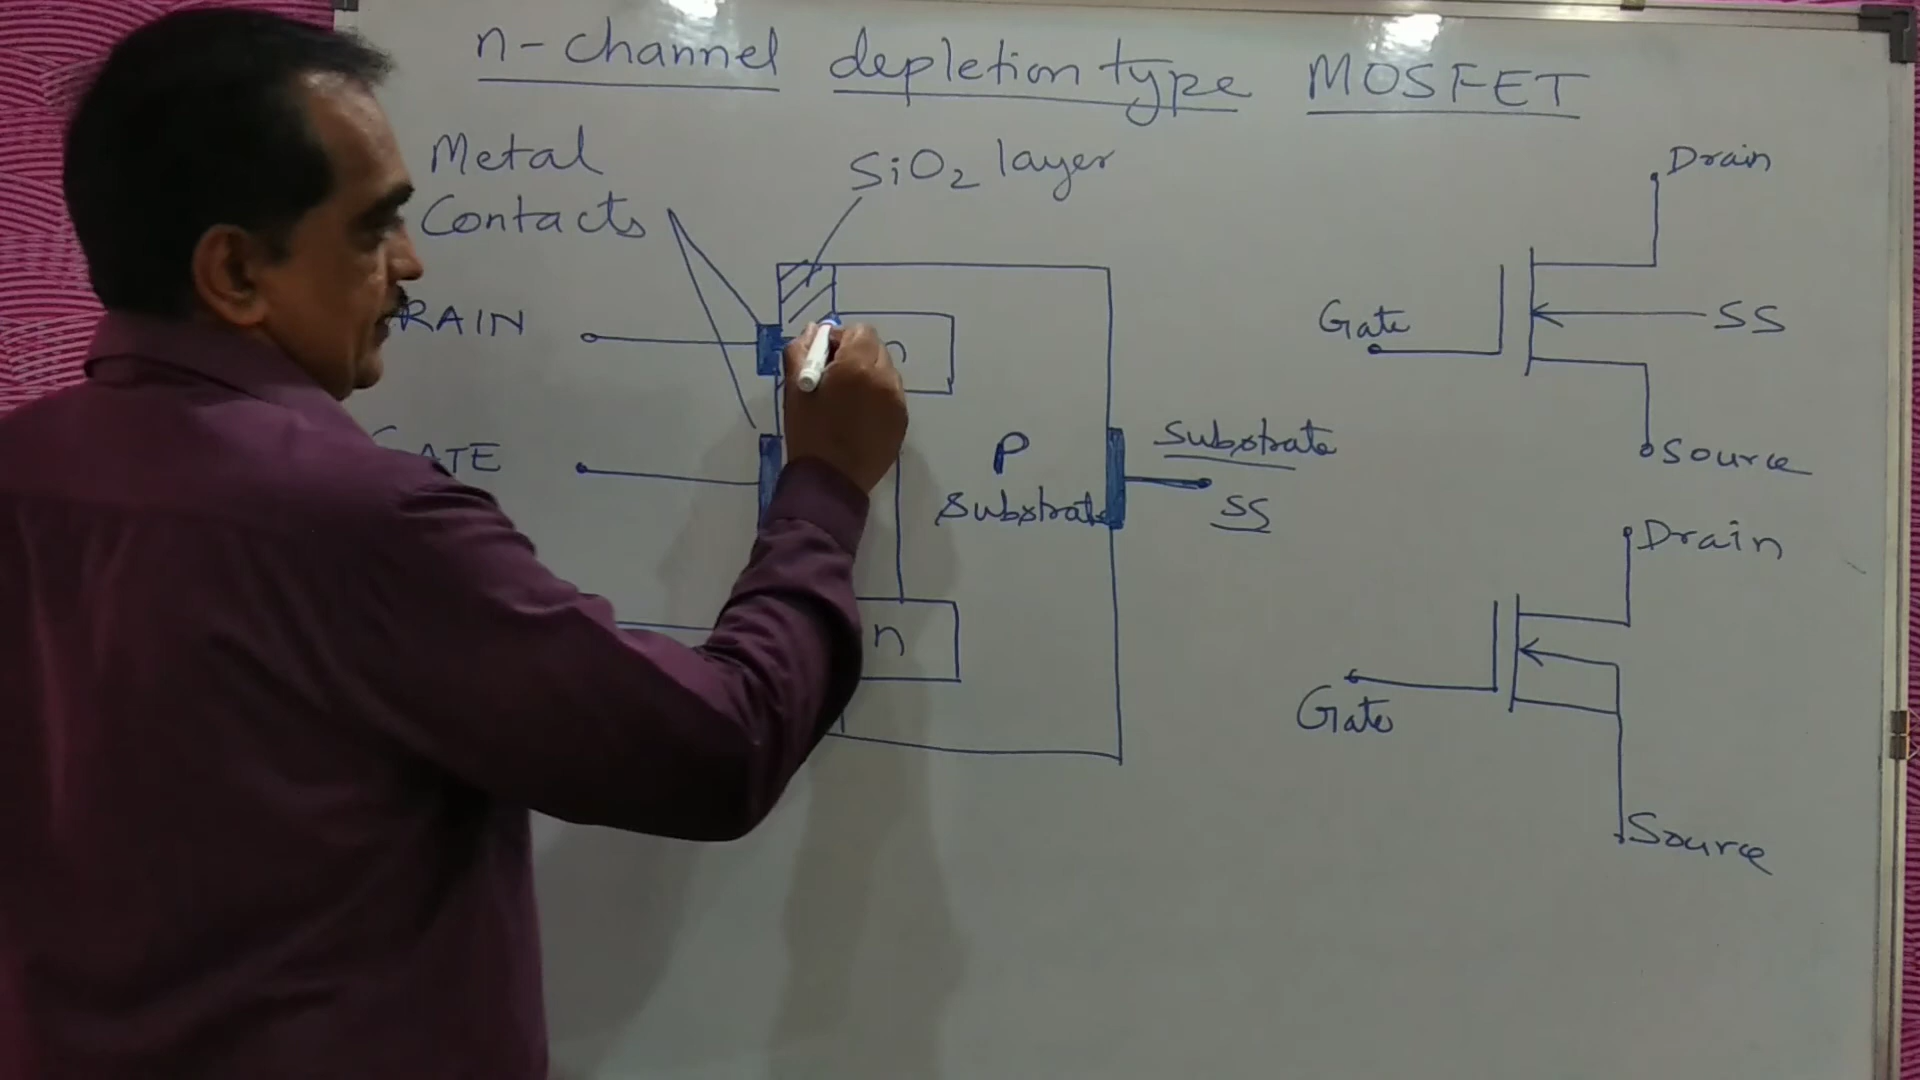 n-channel depletion type MOSFET
Metal
Contacts
SiO2 layer
RAIN
ATE
n
P
Substrate
n
Substrate
SS
Drain
Gate
SS
Source
Drain
Gate
Source